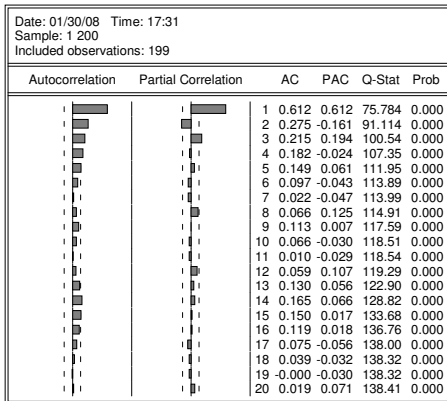 Date: 01/30/08 Time: 17:31
Sample: 1 200
Included observations: 199
Autocorrelation Partial Correlation AC PAC Q-Stat Prob
1 0.612 0.612 75.784 0.000
2 0.275 -0.161 91.114 0.000
3 0.215 0.194 100.54 0.000
4 0.182 -0.024 107.35 0.000
5 0.149 0.061 111.95 0.000
6 0.097 -0.043 113.89 0.000
7 0.022 -0.047 113.99 0.000
8 0.066 0.125 114.91 0.000
9 0.113 0.007 117.59 0.000
10 0.066 -0.030 118.51 0.000
11 0.010 -0.029 118.54 0.000
12 0.059 0.107 119.29 0.000
13 0.130 0.056 122.90 0.000
14 0.165 0.066 128.82 0.000
15 0.150 0.017 133.68 0.000
16 0.119 0.018 136.76 0.000
17 0.075 -0.056 138.00 0.000
18 0.039 -0.032 138.32 0.000
19 -0.000 -0.030 138.32 0.000
20 0.019 0.071 138.41 0.000